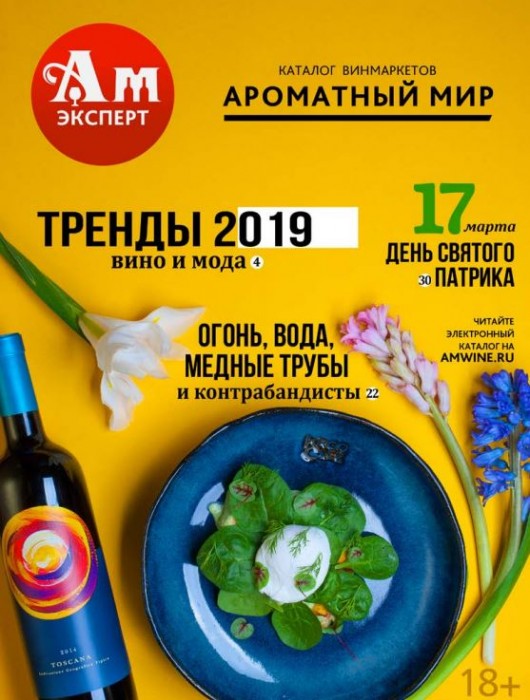 Ам
ЭКСПЕРТ
КАТАЛОГ ВИНМАРКЕТОВ
АРОМАТНЫЙ МИР
ТРЕНДЫ 2019
вино и мода 4
17 марта
ДЕНЬ СВЯТОГО
30 ПАТРИКА
ОГОНЬ, ВОДА,
МЕДНЫЕ ТРУБЫ
и контрабандисты 22
ЧИТАЙТЕ
ЭЛЕКТРОННЫЙ
КАТАЛОГ НА
AMWINE.RU
2014
TOSCANA
18+